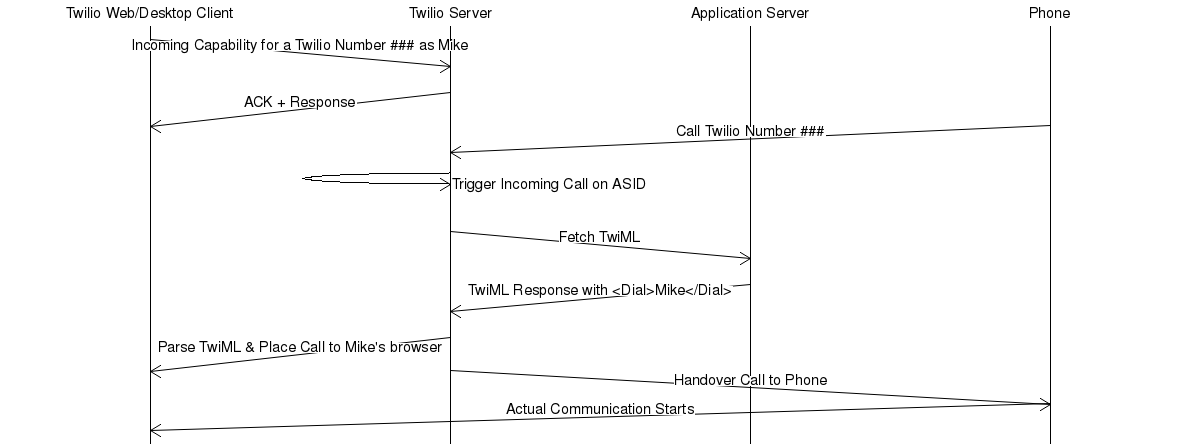 Twilio Web/Desktop Client
Twilio Server
Application Server
Phone
Incoming Capability for a Twilio Number ### as Mike
ACK + Response
Call Twilio Number ###
Trigger Incoming Call on ASID
Fetch TwiML
TwiML Response with <Dial>Mike</Dial>
Parse TwiML & Place Call to Mike's browser
Handover Call to Phone
Actual Communication Starts